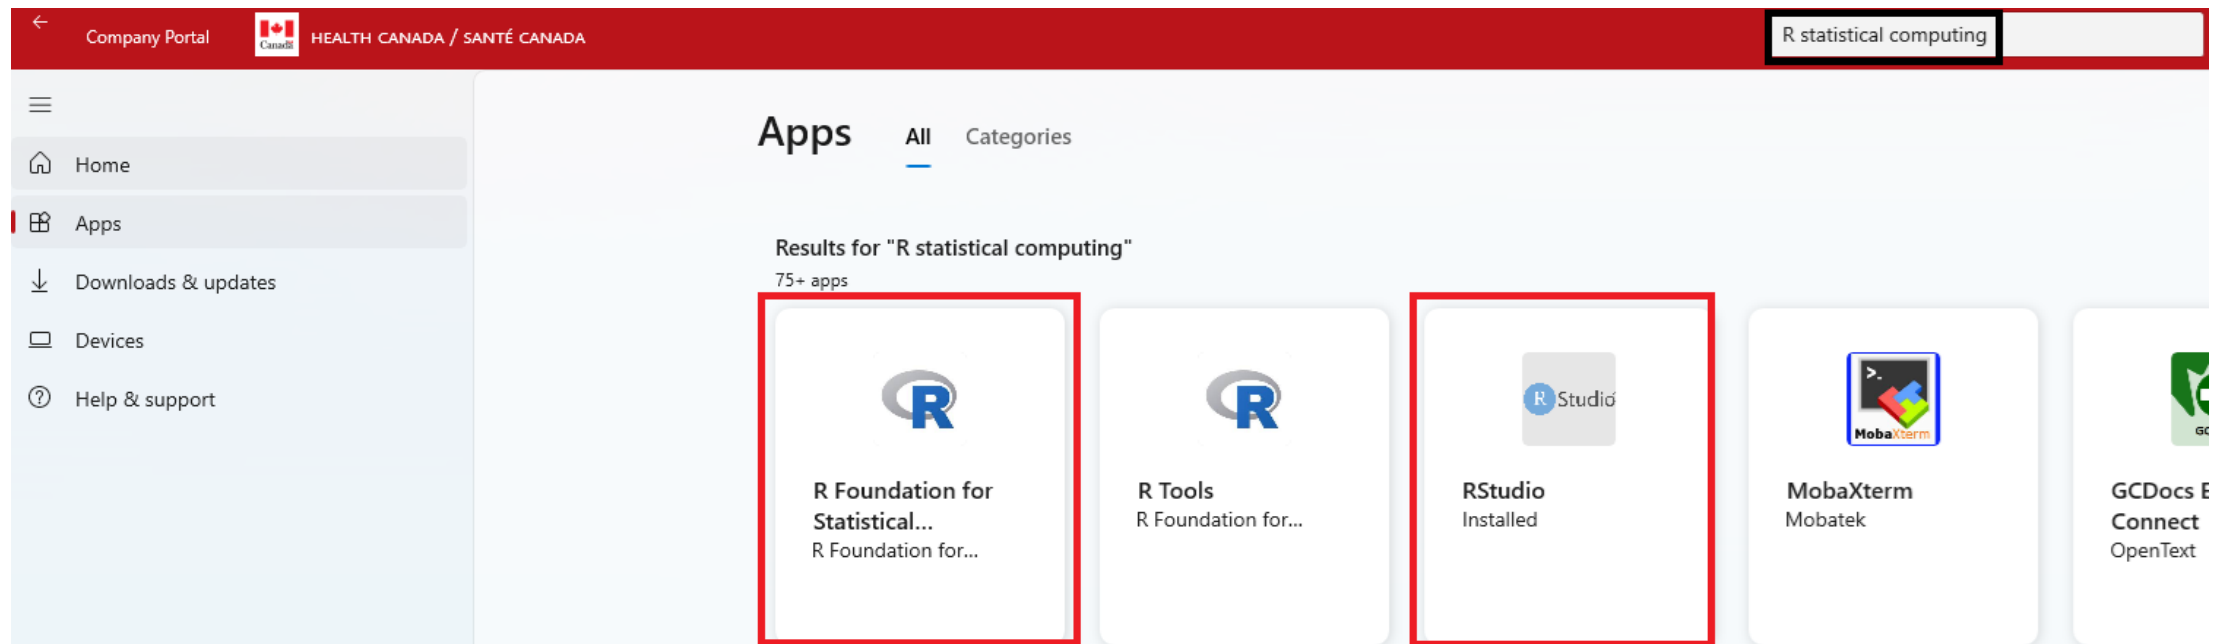 Company Portal
Canada
HEALTH CANADA / SANTÉ CANADA
R statistical computing
Home
Apps
Downloads & updates
Devices
Help & support
Apps
All
Categories
Results for "R statistical computing"
75+ apps
R
R Foundation for
Statistical...
R Foundation for...
R
R Tools
R Foundation for...
R Studio
RStudio
Installed
>.
MobaXterm
MobaXterm
Mobatek
GCDocs E
Connect
OpenText